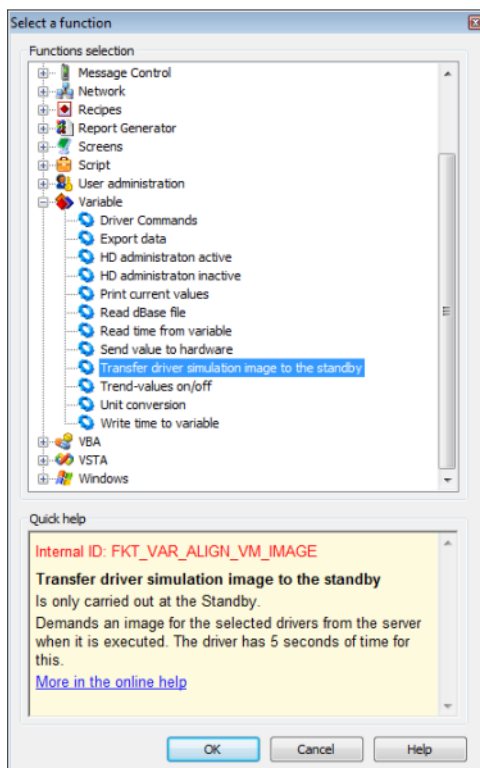 Select a function
Functions selection
Message Control
Network
Recipes
Report Generator
Screens
Script
User administration
Variable
Driver Commands
Export data
HD administraton active
HD administraton inactive
Print current values
Read dBase file
Read time from variable
Send value to hardware
Transfer driver simulation image to the standby
Trend-values on/off
Unit conversion
Write time to variable
VBA
VSTA
Windows
Quick help
Internal ID: FKT_VAR_ALIGN_VM_IMAGE
Transfer driver simulation image to the standby
Is only carried out at the Standby.
Demands an image for the selected drivers from the server
when it is executed. The driver has 5 seconds of time for
this.
More in the online help
OK Cancel Help